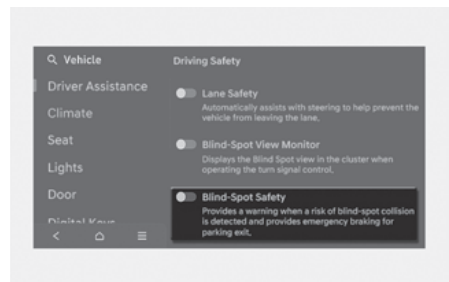 Vehicle
Driver Assistance
Climate
Seat
Lights
Door
Digital Keys
Driving Safety
Lane Safety
Automatically assists with steering to help prevent the
vehicle from leaving the lane.
Blind-Spot View Monitor
Displays the Blind Spot view in the cluster when
operating the turn signal control.
Blind-Spot Safety
Provides a warning when a risk of blind-spot collision
is detected and provides emergency braking for
parking exit.